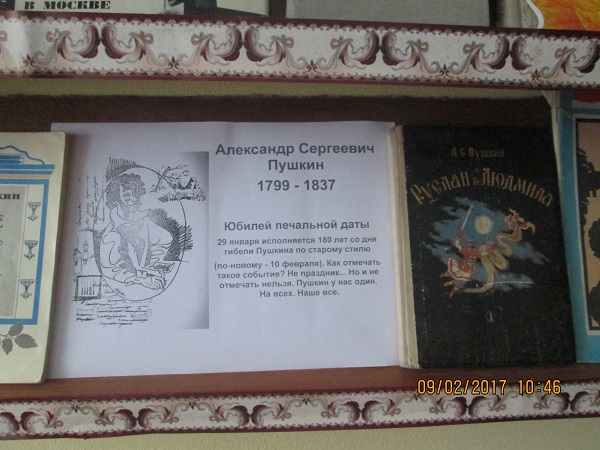 В МОСКВЕ
Александр Сергеевич
Пушкин
1799 - 1837
Юбилей печальной даты
29 января исполняется 180 лет со дня
гибели Пушкина по старому стилю
(по-новому - 10 февраля). Как отмечать
такое событие? Не праздник... Но и не
отмечать нельзя. Пушкин у нас один.
На всех. Наше все.
А.С. Пушкин
Руслан и Людмила
09/02/2017 10:46